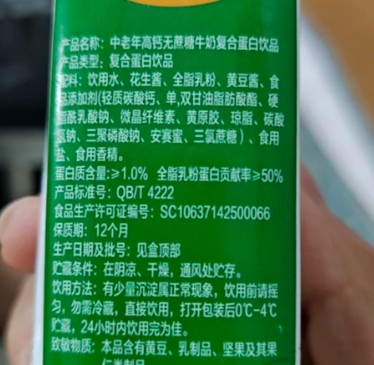 产品名称：中老年高钙无蔗糖牛奶复合蛋白饮品
产品类型：复合蛋白饮品
配料：饮用水、花生酱、全脂乳粉、黄豆酱、食
品添加剂(轻质碳酸钙、单,双甘油脂肪酸酯、硬
脂酰乳酸钠、微晶纤维素、黄原胶、琼脂、碳酸
氢钠、三聚磷酸钠、安赛蜜、三氯蔗糖)、食用
盐、食用香精。
蛋白质含量:≥1.0% 全脂乳粉蛋白贡献率≥50%
产品标准号：QB/T 4222
食品生产许可证编号：SC10637142500066
保质期：12个月
生产日期及批号：见盒顶部
贮藏条件：在阴凉、干燥，通风处贮存。
饮用方法：有少量沉淀属正常现象，饮用前请摇
匀，勿需冷藏，直接饮用，打开包装后0℃-4℃
贮藏，24小时内饮用完为佳。
致敏物质：本品含有黄豆、乳制品、坚果及其果
仁类制品